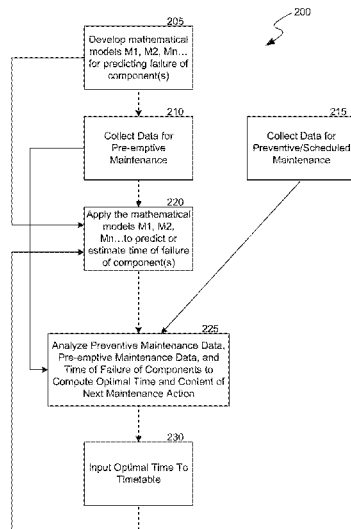 200
205
Develop mathematical
models M1, M2, Mn...
for predicting failure of
component(s)
210
Collect Data for
Pre-emptive
Maintenance
215
Collect Data for
Preventive/Scheduled
Maintenance
220
Apply the mathematical
models M1, M2,
Mn...to predict or
estimate time of failure
of component(s)
225
Analyze Preventive Maintenance Data,
Pre-emptive Maintenance Data, and
Time of Failure of Components to
Compute Optimal Time and Content of
Next Maintenance Action
230
Input Optimal Time To
Timetable